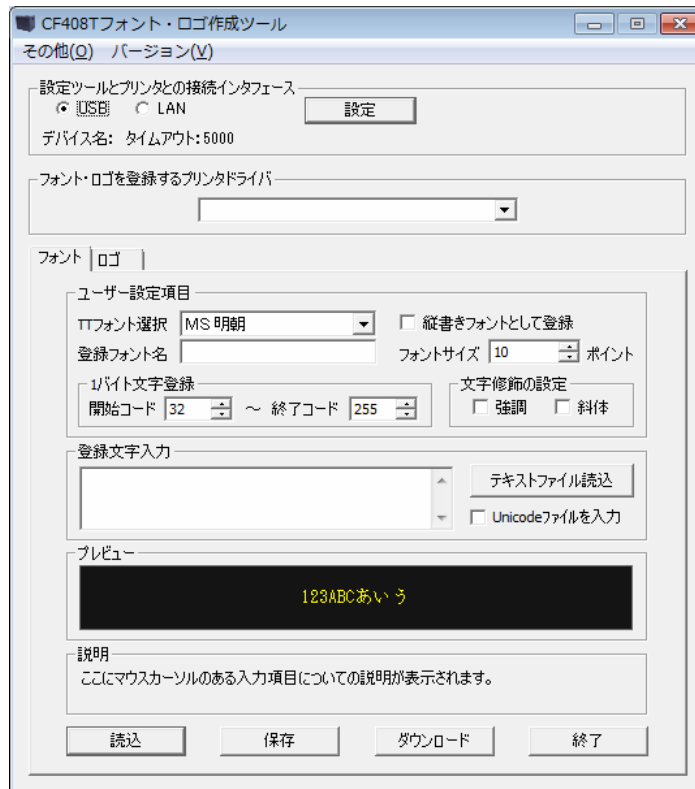 CF408Tフォント・ロゴ作成ツール
その他(O) バージョン(V)
設定ツールとプリンタとの接続インタフェース
USB LAN 設定
デバイス名: タイムアウト:5000
フォント・ロゴを登録するプリンタドライバ
フォント ロゴ
ユーザー設定項目
TTフォント選択 MS 明朝 縦書きフォントとして登録
登録フォント名 フォントサイズ 10 ポイント
1バイト文字登録 文字修飾の設定
開始コード 32 ～ 終了コード 255 強調 斜体
登録文字入力
テキストファイル読込
Unicodeファイルを入力
プレビュー
123ABCあいう
説明
ここにマウスカーソルのある入力項目についての説明が表示されます。
読込 保存 ダウンロード 終了